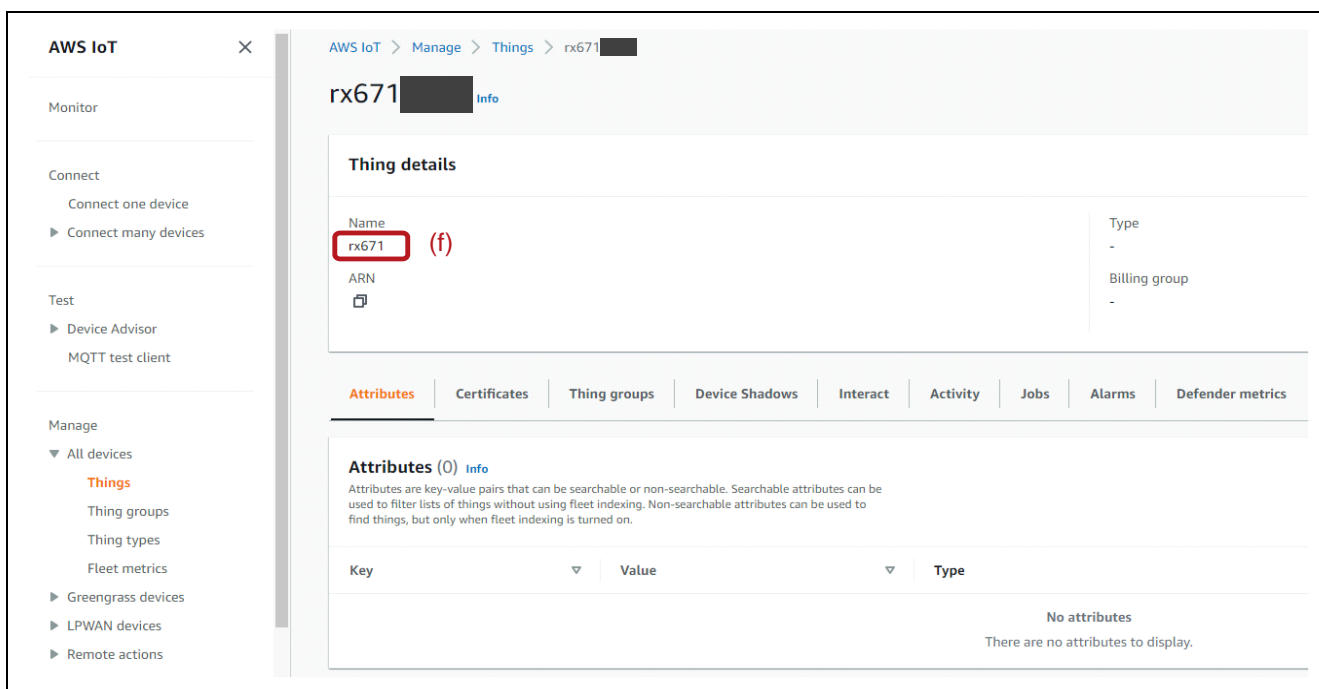 AWS IoT
Monitor
Connect
Connect one device
Connect many devices
Test
Device Advisor
MQTT test client
Manage
All devices
Things
Thing groups
Thing types
Fleet metrics
Greengrass devices
LPWAN devices
Remote actions
AWS IoT > Manage > Things > rx671
rx671 Info
Thing details
Name
rx671 (f)
ARN
Type
-
Billing group
-
Attributes Certificates Thing groups Device Shadows Interact Activity Jobs Alarms Defender metrics
Attributes (0) Info
Attributes are key-value pairs that can be searchable or non-searchable. Searchable attributes can be
used to filter lists of things without using fleet indexing. Non-searchable attributes can be used to
find things, but only when fleet indexing is turned on.
Key Value Type
No attributes
There are no attributes to display.